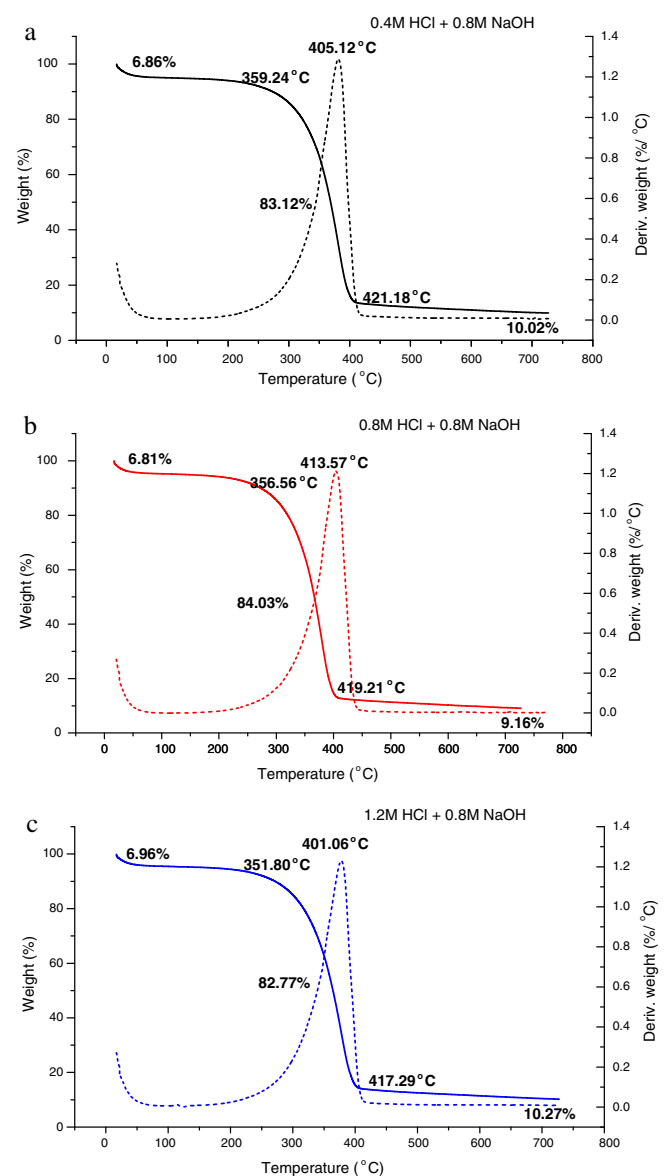 a
0.4M HCl + 0.8M NaOH
6.86%
359.24°C
405.12°C
83.12%
421.18°C
10.02%
Weight (%)
100
80
60
40
20
0
Deriv. weight (%/°C)
1.4
1.2
1.0
0.8
0.6
0.4
0.2
0.0
0 100 200 300 400 500 600 700 800
Temperature (°C)
b
0.8M HCl + 0.8M NaOH
6.81%
356.56°C
413.57°C
84.03%
419.21°C
9.16%
Weight (%)
100
80
60
40
20
0
Deriv. weight (%/°C)
1.4
1.2
1.0
0.8
0.6
0.4
0.2
0.0
0 100 200 300 400 500 600 700 800
Temperature (°C)
c
1.2M HCl + 0.8M NaOH
6.96%
351.80°C
401.06°C
82.77%
417.29°C
10.27%
Weight (%)
100
80
60
40
20
0
Deriv. weight (%/°C)
1.4
1.2
1.0
0.8
0.6
0.4
0.2
0.0
0 100 200 300 400 500 600 700 800
Temperature (°C)